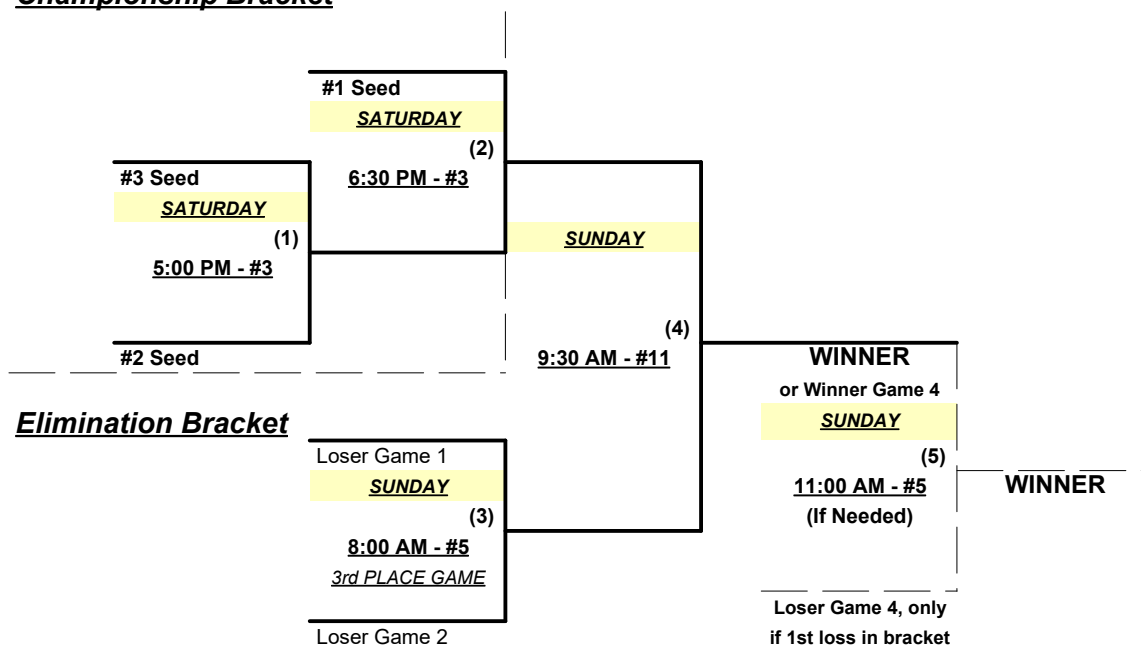 Championship Bracket
#1 Seed
SATURDAY
(2)
6:30 PM - #3
#3 Seed
SATURDAY
(1)
5:00 PM - #3
#2 Seed
SUNDAY
(4)
9:30 AM - #11
WINNER
or Winner Game 4
SUNDAY
(5)
11:00 AM - #5
(If Needed)
WINNER
Loser Game 4, only
if 1st loss in bracket
Elimination Bracket
Loser Game 1
SUNDAY
(3)
8:00 AM - #5
3rd PLACE GAME
Loser Game 2